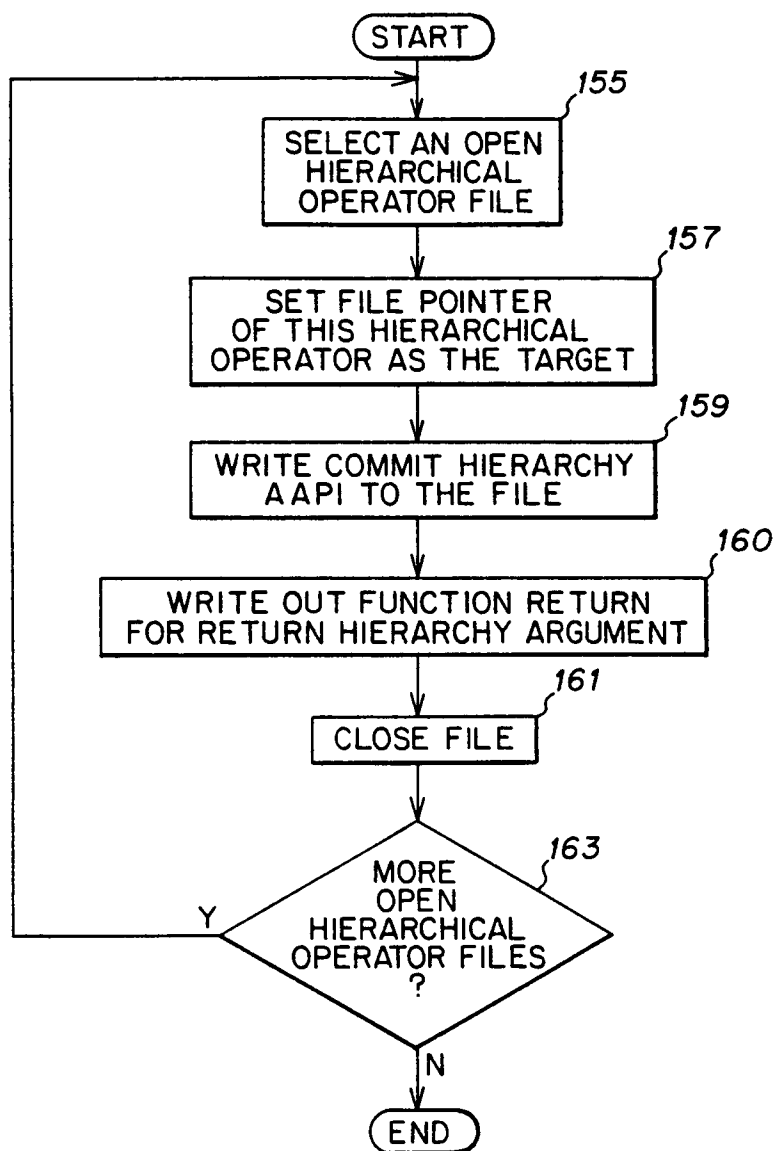 START
155
SELECT AN OPEN
HIERARCHICAL
OPERATOR FILE
157
SET FILE POINTER
OF THIS HIERARCHICAL
OPERATOR AS THE TARGET
159
WRITE COMMIT HIERARCHY
AAPI TO THE FILE
160
WRITE OUT FUNCTION RETURN
FOR RETURN HIERARCHY ARGUMENT
161
CLOSE FILE
163
MORE
OPEN
HIERARCHICAL
OPERATOR FILES
?
Y
N
END